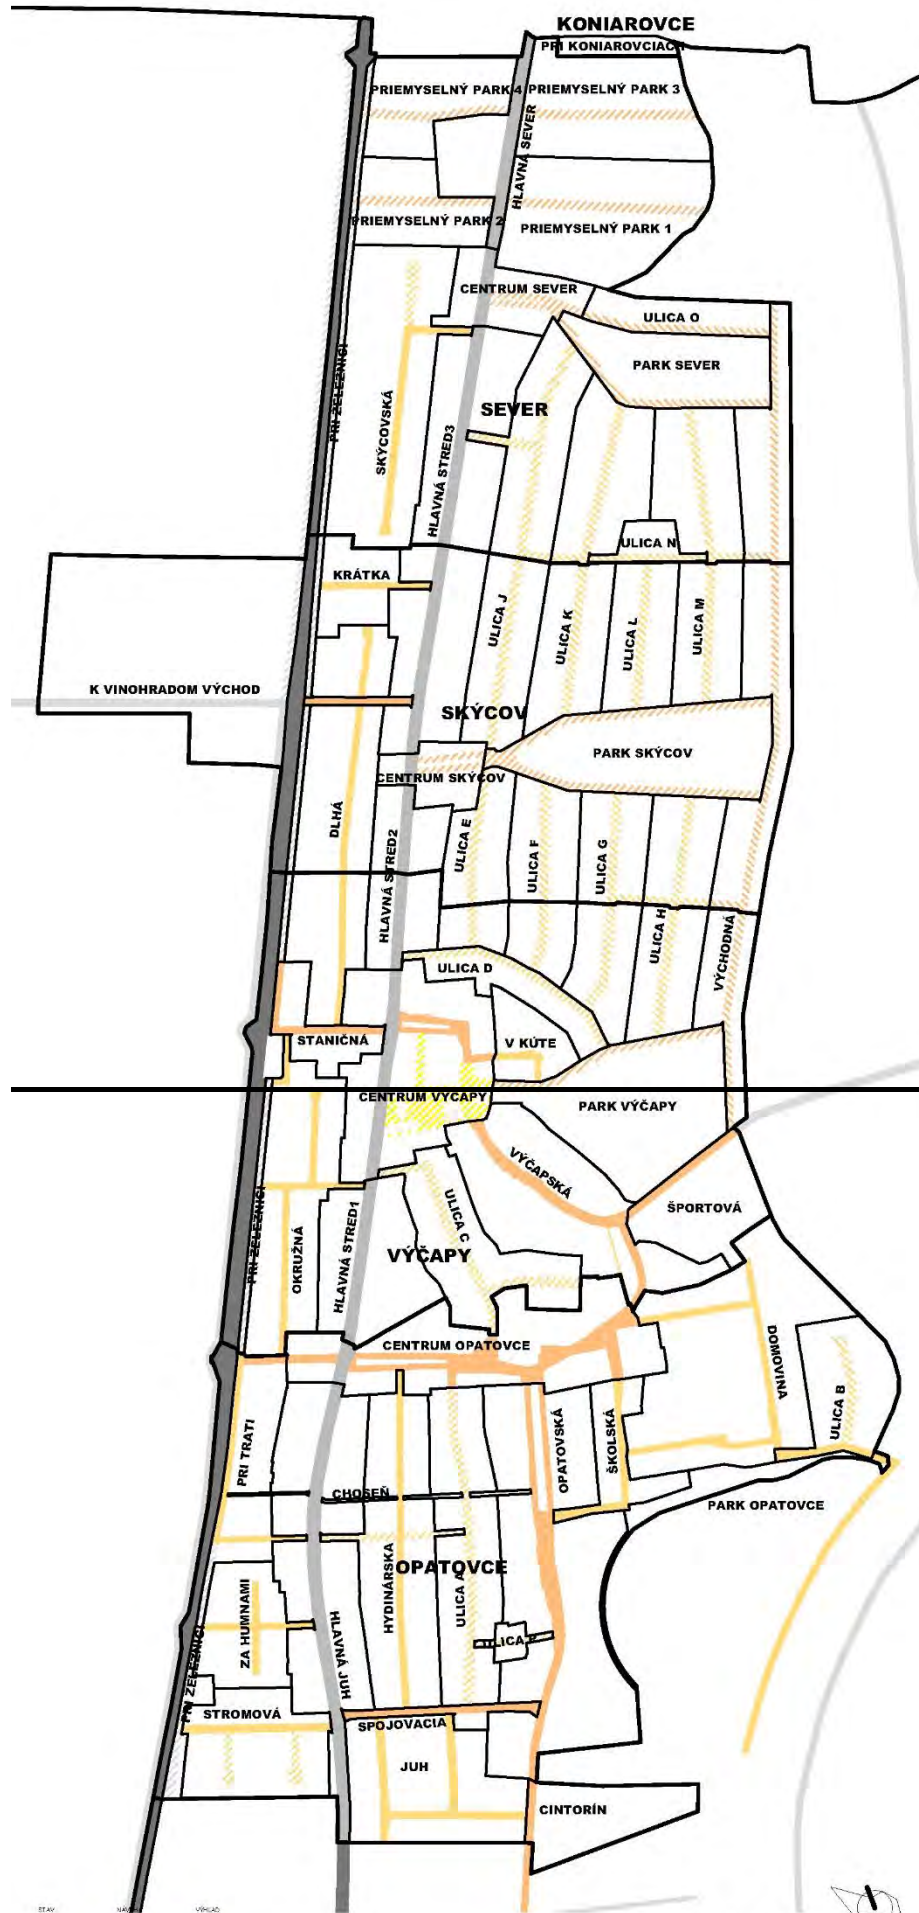 KONIAROVCE
PRI KONIAROVCIACH
PRIEMYSELNÝ PARK 4
PRIEMYSELNÝ PARK 3
HLAVNÁ SEVER
PRIEMYSELNÝ PARK 2
PRIEMYSELNÝ PARK 1
CENTRUM SEVER
ULICA O
PARK SEVER
PRI ŽELEZNICI
SKÝCOVSKÁ
SEVER
HLAVNÁ STRED3
ULICA N
KRÁTKA
ULICA J
ULICA K
ULICA L
ULICA M
K VINOHRADOM VÝCHOD
SKÝCOV
PARK SKÝCOV
CENTRUM SKÝCOV
DLHÁ
HLAVNÁ STRED2
ULICA E
ULICA F
ULICA G
ULICA H
VÝCHODNÁ
ULICA D
STANIČNÁ
V KÚTE
CENTRUM VÝČAPY
PARK VÝČAPY
VÝČAPSKÁ
ŠPORTOVÁ
PRI ŽELEZNICI
OKRUŽNÁ
HLAVNÁ STRED1
ULICA C
VÝČAPY
CENTRUM OPATOVCE
DOMOVINA
ULICA B
PRI TRATI
OPATOVSKÁ
ŠKOLSKÁ
CHOSEŇ
PARK OPATOVCE
HYDINÁRSKA
OPATOVCE
ULICA A
ZA HUMNAMI
HLAVNÁ JUH
PRI ŽELEZNICI
STROMOVÁ
SPOJOVACIA
JUH
CINTORÍN
STAV
VÝHĽAD